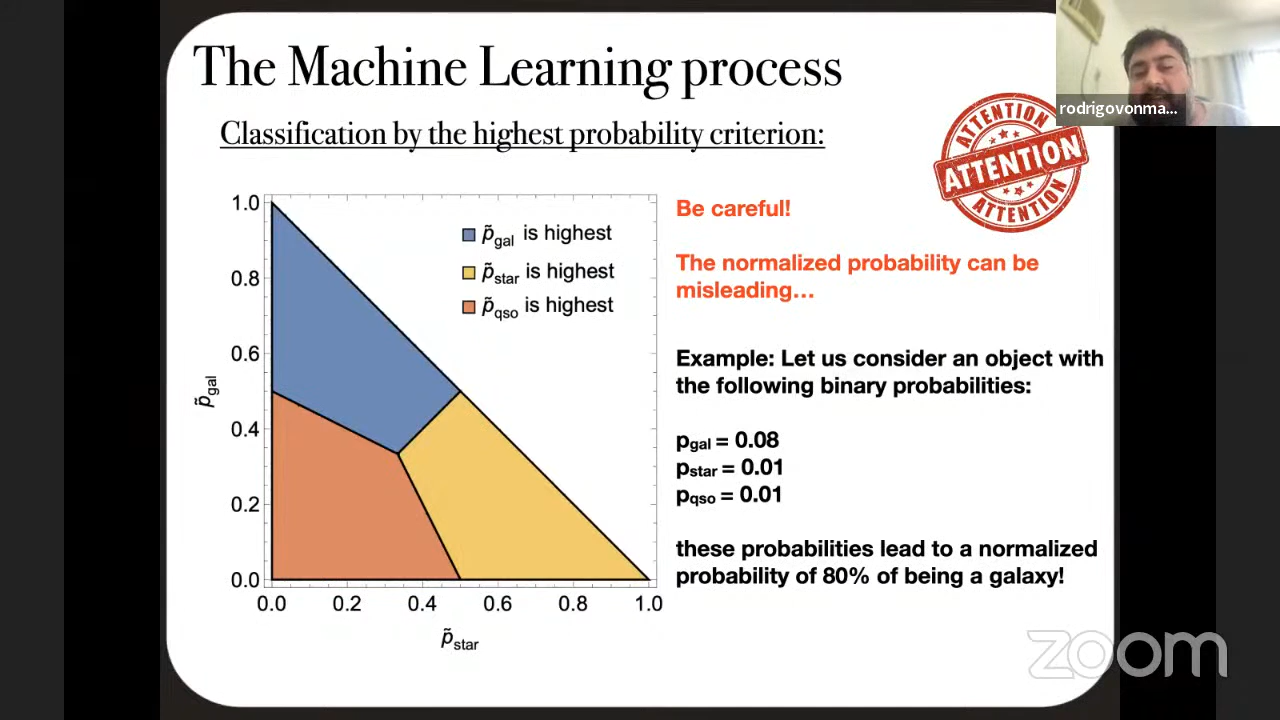 The Machine Learning process
rodrigovonma...
Classification by the highest probability criterion:
ATTENTION
ATTENTION
ATTENTION
1.0
0.8
0.6
0.4
0.2
0.0
p̃gal
p̃gal is highest
p̃star is highest
p̃qso is highest
0.0 0.2 0.4 0.6 0.8 1.0
p̃star
Be careful!
The normalized probability can be
misleading...
Example: Let us consider an object with
the following binary probabilities:
pgal = 0.08
pstar = 0.01
pqso = 0.01
these probabilities lead to a normalized
probability of 80% of being a galaxy!
zoom